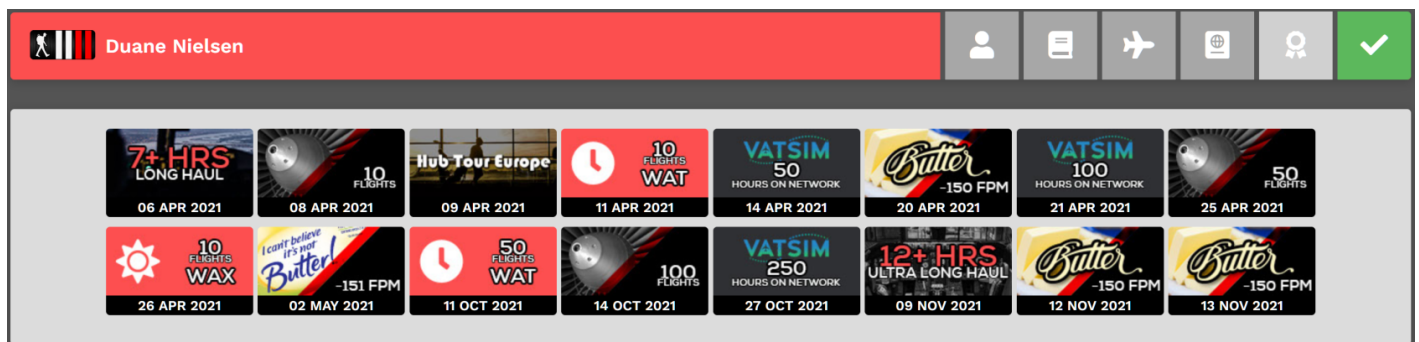 Duane Nielsen
7+ HRS
LONG HAUL
06 APR 2021
10
FLIGHTS
08 APR 2021
Hub Tour Europe
09 APR 2021
10
FLIGHTS
WAT
11 APR 2021
VATSIM
50
HOURS ON NETWORK
14 APR 2021
Butter
-150 FPM
20 APR 2021
VATSIM
100
HOURS ON NETWORK
21 APR 2021
50
FLIGHTS
25 APR 2021
10
FLIGHTS
WAX
26 APR 2021
I can't believe
it's not
Butter!
-151 FPM
02 MAY 2021
50
FLIGHTS
WAT
11 OCT 2021
100
FLIGHTS
14 OCT 2021
VATSIM
250
HOURS ON NETWORK
27 OCT 2021
12+ HRS
ULTRA LONG HAUL
09 NOV 2021
Butter
-150 FPM
12 NOV 2021
Butter
-150 FPM
13 NOV 2021